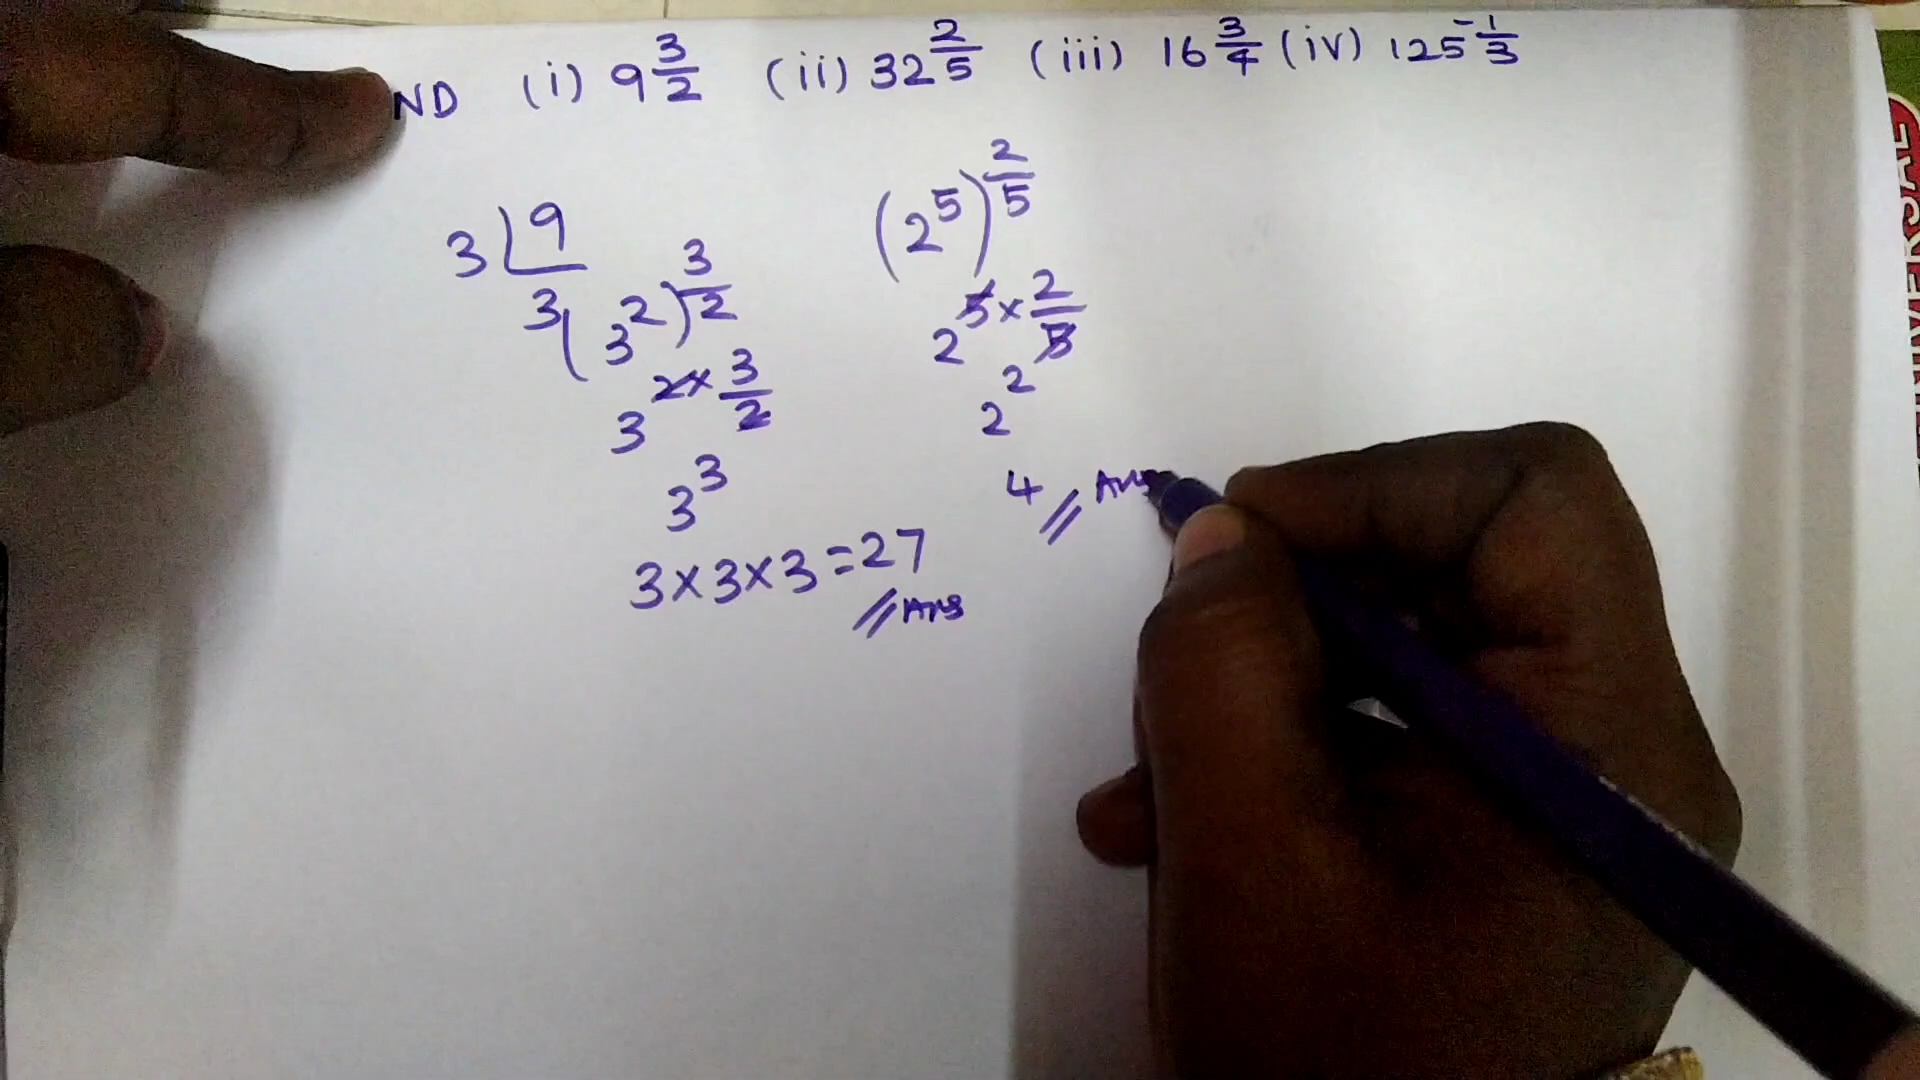 ND (i) 9^{3/2} (ii) 32^{2/5} (iii) 16^{3/4} (iv) 125^{-1/3}
3 | 9
3
(3^2)^{3/2}
3^{2×3/2}
3^3
3×3×3=27
// Ans
(2^5)^{2/5}
2^{5×2/5}
2^2
4 // Ans